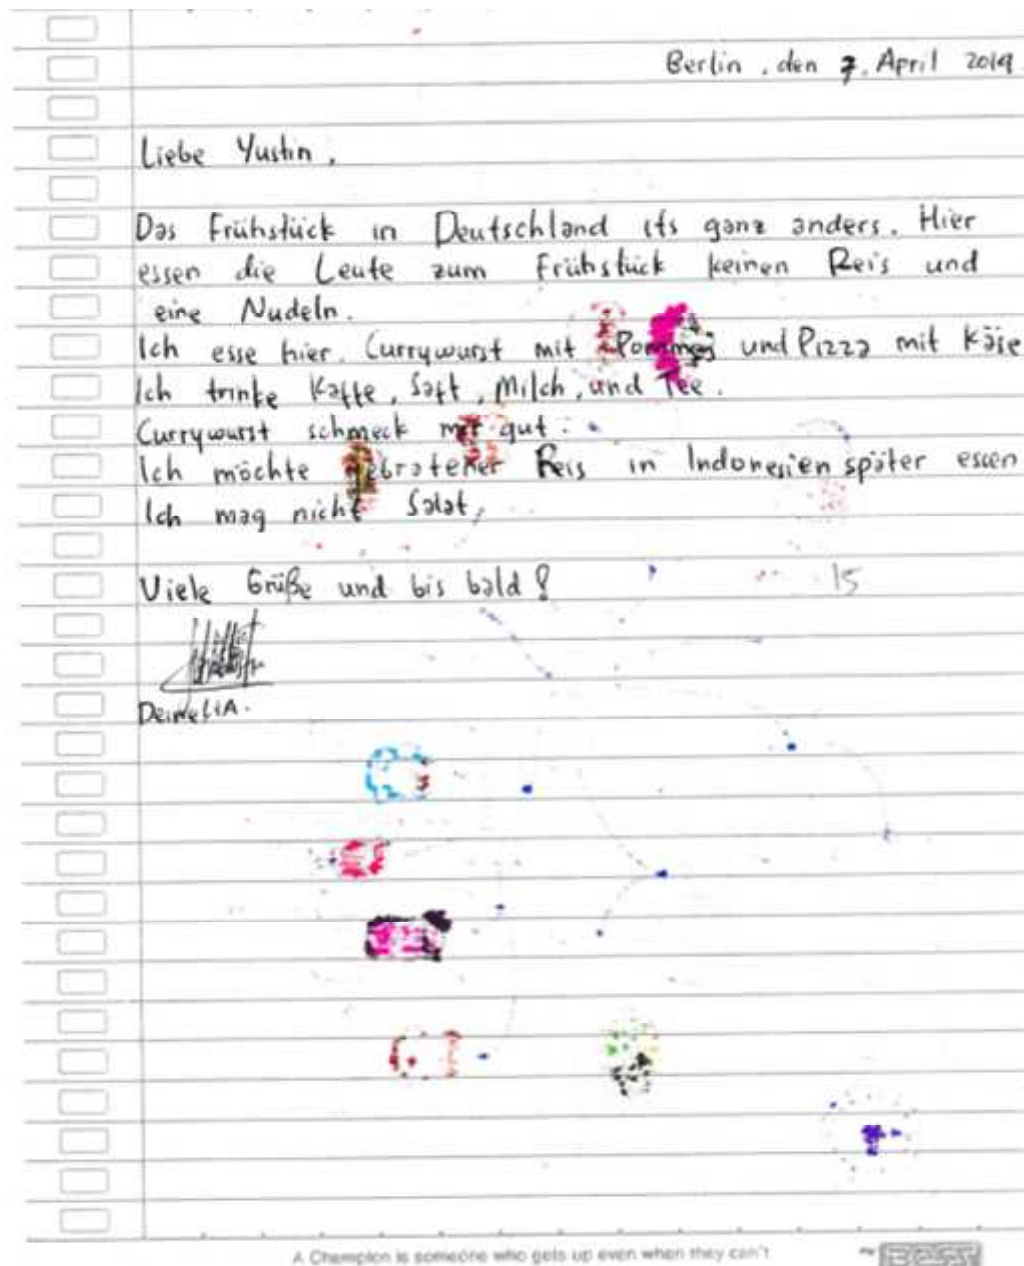 Berlin, den 7. April 2019
Liebe Yustin,
Das Frühstück in Deutschland its ganz anders. Hier
essen die Leute zum Frühstück keinen Reis und
eine Nudeln.
Ich esse hier. Currywurst mit Pommes und Pizza mit Käse
Ich trinke Kaffe, Saft, Milch, und Tee.
Currywurst schmeck mir gut.
Ich möchte gebratener Reis in Indonesien später essen
Ich mag nicht Salat,
Viele Grüße und bis bald!
15
A Champion is someone who gets up even when they can't